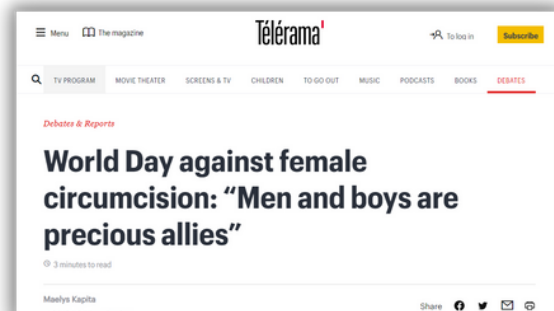 Menu The magazine Télérama' To log in Subscribe
TV PROGRAM MOVIE THEATER SCREENS & TV CHILDREN TO GO OUT MUSIC PODCASTS BOOKS DEBATES
Debates & Reports
World Day against female
circumcision: “Men and boys are
precious allies”
3 minutes to read
Maelys Kapita
Share